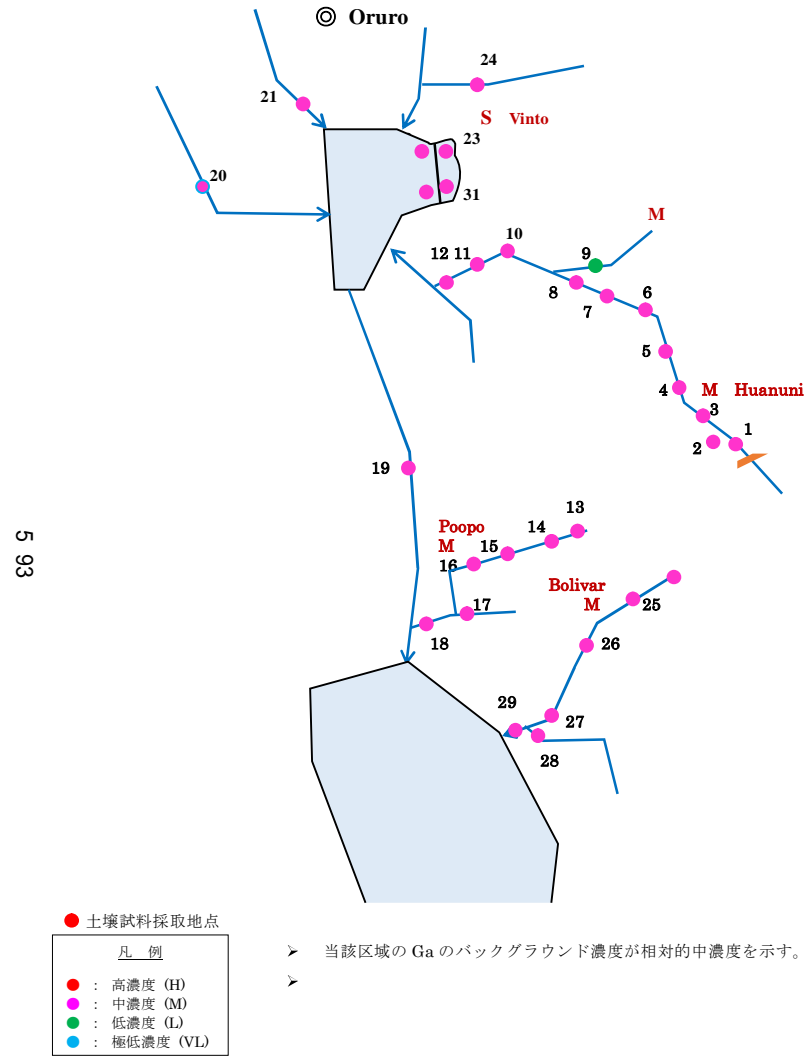 ◎ Oruro
24
21
S Vinto
23
20
31
M
10
12 11
9
8
7
6
5
4
M Huanuni
3
1
2
19
13
Poopo
M
14
15
16
Bolivar
M
25
17
18
26
29
27
28
5 93
● 土壌試料採取地点
凡 例
● : 高濃度 (H)
● : 中濃度 (M)
● : 低濃度 (L)
● : 極低濃度 (VL)
➢ 当該区域の Ga のバックグラウンド濃度が相対的中濃度を示す。
➢